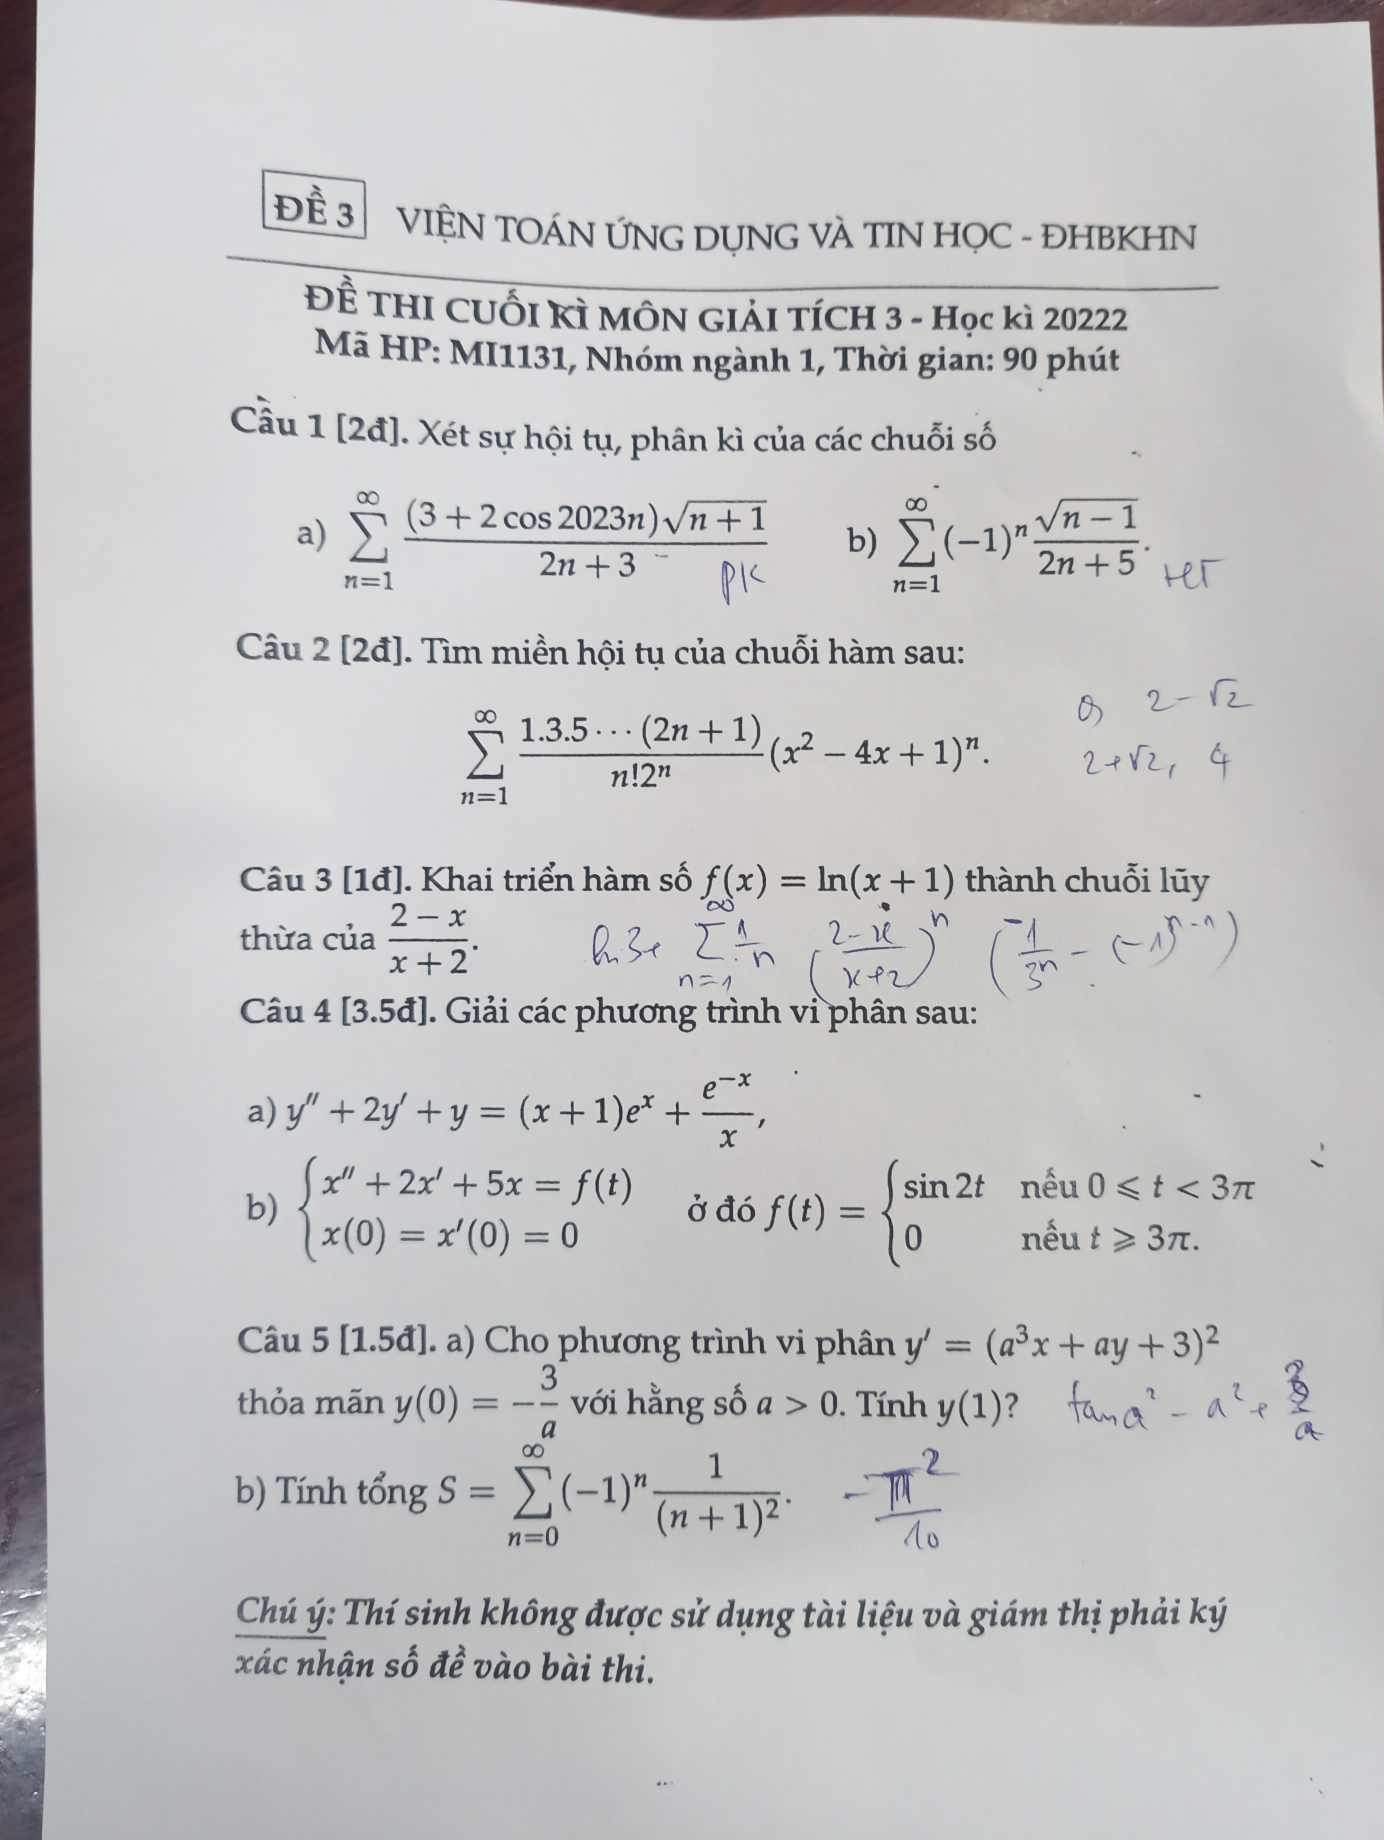 ĐỀ 3 VIỆN TOÁN ỨNG DỤNG VÀ TIN HỌC - ĐHBKHN
ĐỀ THI CUỐI KÌ MÔN GIẢI TÍCH 3 - Học kì 20222
Mã HP: MI1131, Nhóm ngành 1, Thời gian: 90 phút
Câu 1 [2đ]. Xét sự hội tụ, phân kì của các chuỗi số
a) $\sum_{n=1}^{\infty} \frac{(3+2\cos 2023n)\sqrt{n+1}}{2n+3}$ PK b) $\sum_{n=1}^{\infty} (-1)^n \frac{\sqrt{n-1}}{2n+5}$.
Câu 2 [2đ]. Tìm miền hội tụ của chuỗi hàm sau:
$\sum_{n=1}^{\infty} \frac{1.3.5\cdots(2n+1)}{n!2^n}(x^2-4x+1)^n$.
0, 2-√2
2+√2, 4
Câu 3 [1đ]. Khai triển hàm số $f(x) = \ln(x+1)$ thành chuỗi lũy
thừa của $\frac{2-x}{x+2}$. $\ln 3 + \sum_{n=1}^{\infty} \frac{1}{n} \left(\frac{2-x}{x+2}\right)^n \left(\frac{-1}{3^n} - (-1)^{n-1}\right)$
Câu 4 [3.5đ]. Giải các phương trình vi phân sau:
a) $y'' + 2y' + y = (x+1)e^x + \frac{e^{-x}}{x}$,
b) $\begin{cases} x'' + 2x' + 5x = f(t) \\ x(0) = x'(0) = 0 \end{cases}$ ở đó $f(t) = \begin{cases} \sin 2t & \text{nếu } 0 \leqslant t < 3\pi \\ 0 & \text{nếu } t \geqslant 3\pi. \end{cases}$
Câu 5 [1.5đ]. a) Cho phương trình vi phân $y' = (a^3x + ay + 3)^2$
thỏa mãn $y(0) = -\frac{3}{a}$ với hằng số $a > 0$. Tính $y(1)$?
b) Tính tổng $S = \sum_{n=0}^{\infty} (-1)^n \frac{1}{(n+1)^2}$. $-\frac{\pi^2}{10}$
Chú ý: Thí sinh không được sử dụng tài liệu và giám thị phải ký
xác nhận số đề vào bài thi.